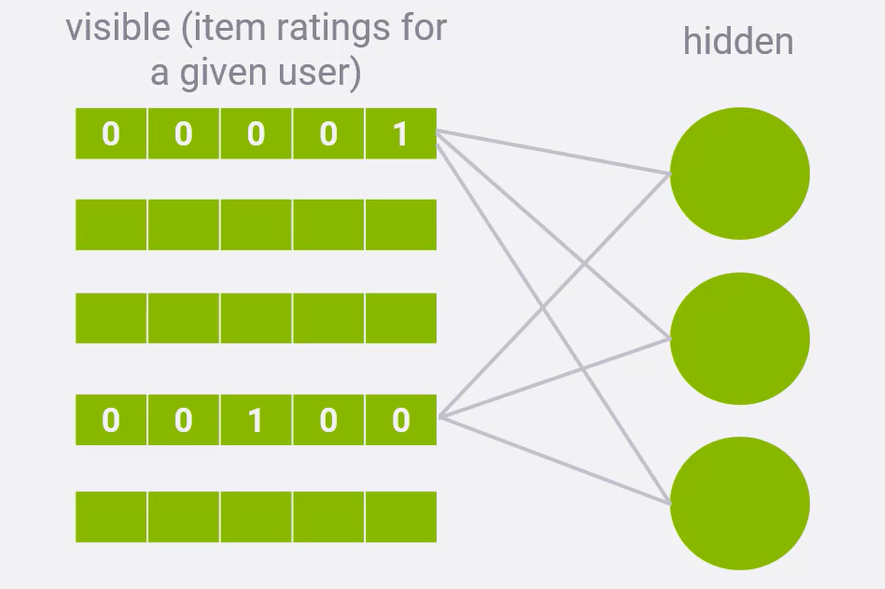 visible (item ratings for
a given user)
hidden
0 0 0 0 1
0 0 1 0 0